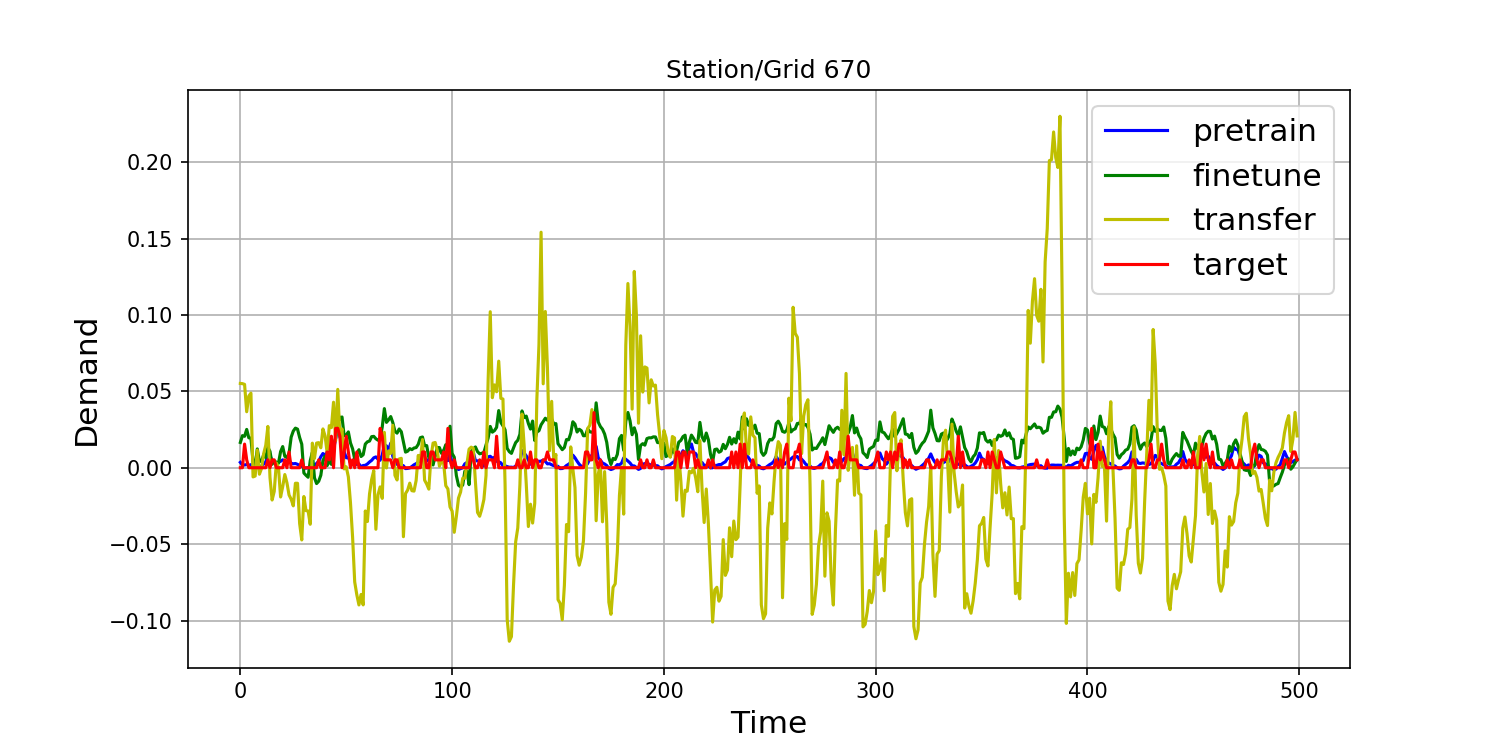 Station/Grid 670
pretrain
finetune
transfer
target
0.20
0.15
0.10
0.05
0.00
−0.05
−0.10
Demand
0 100 200 300 400 500
Time